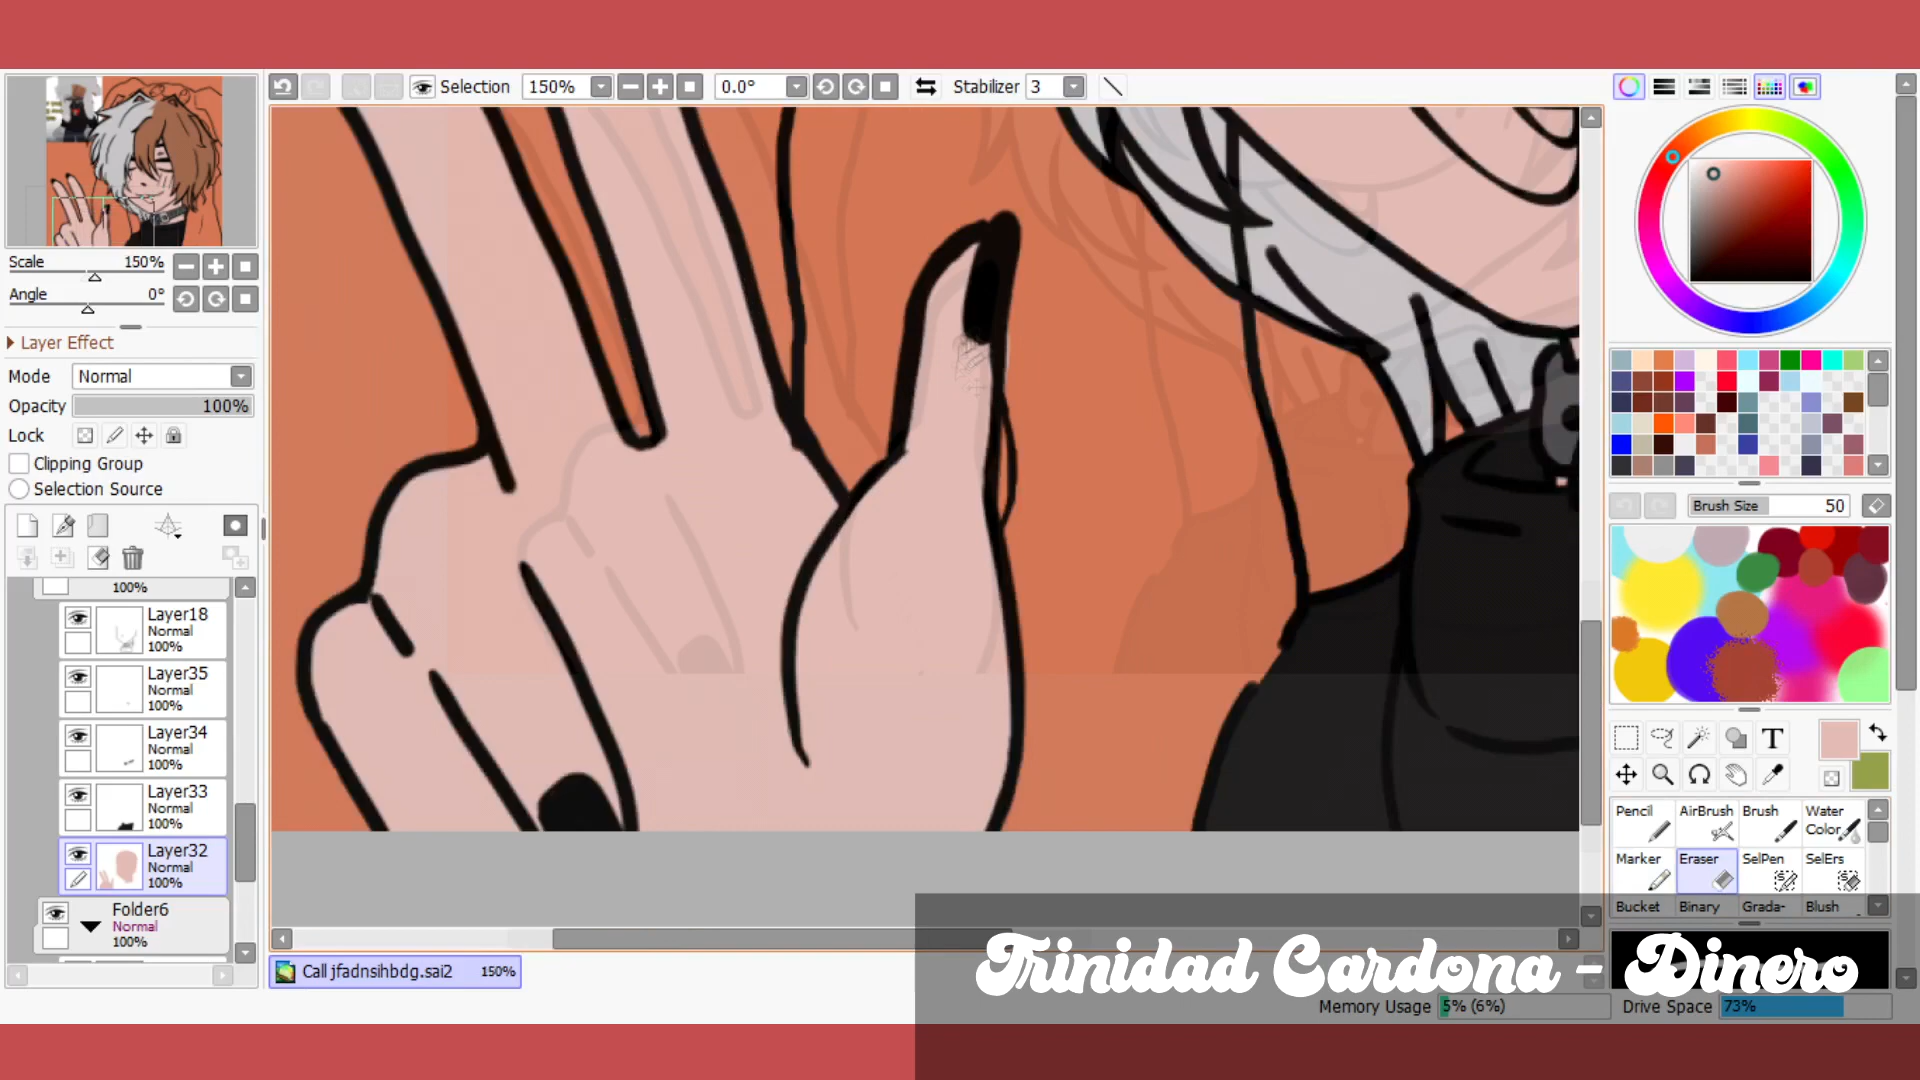 Selection 150% 0.0° Stabilizer 3
Scale 150%
Angle 0°
Layer Effect
Mode Normal
Opacity 100%
Lock
Clipping Group
Selection Source
100%
Layer18
Normal
100%
Layer35
Normal
100%
Layer34
Normal
100%
Layer33
Normal
100%
Layer32
Normal
100%
Folder6
Normal
100%
Call jfadnsihbdg.sai2 150%
Brush Size 50
T
Pencil AirBrush Brush Water Color
Marker Eraser SelPen SelErs
Bucket Binary Grada- Blush
Trinidad Cardona - Dinero
Memory Usage 5% (6%) Drive Space 73%